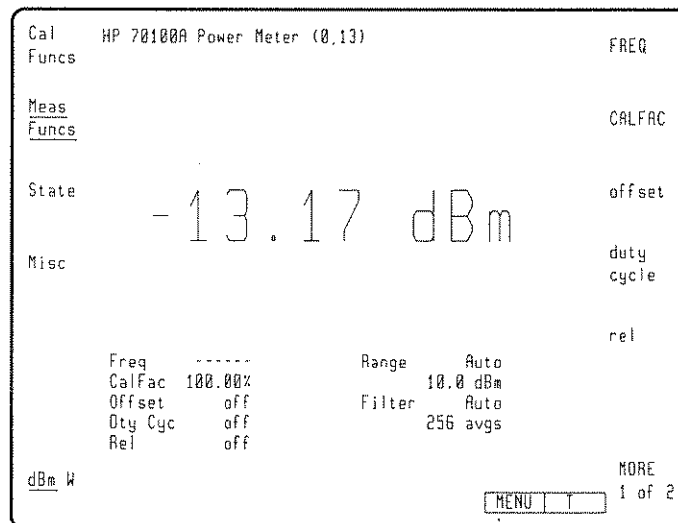 Cal
Funcs
HP 70100A Power Meter (0,13)
FREQ
Meas
Funcs
CALFAC
State
-13.17 dBm
offset
Misc
duty
cycle
rel
Freq ------
CalFac 100.00%
Offset off
Dty Cyc off
Rel off
Range Auto
10.0 dBm
Filter Auto
256 avgs
dBm W
MENU T
MORE
1 of 2